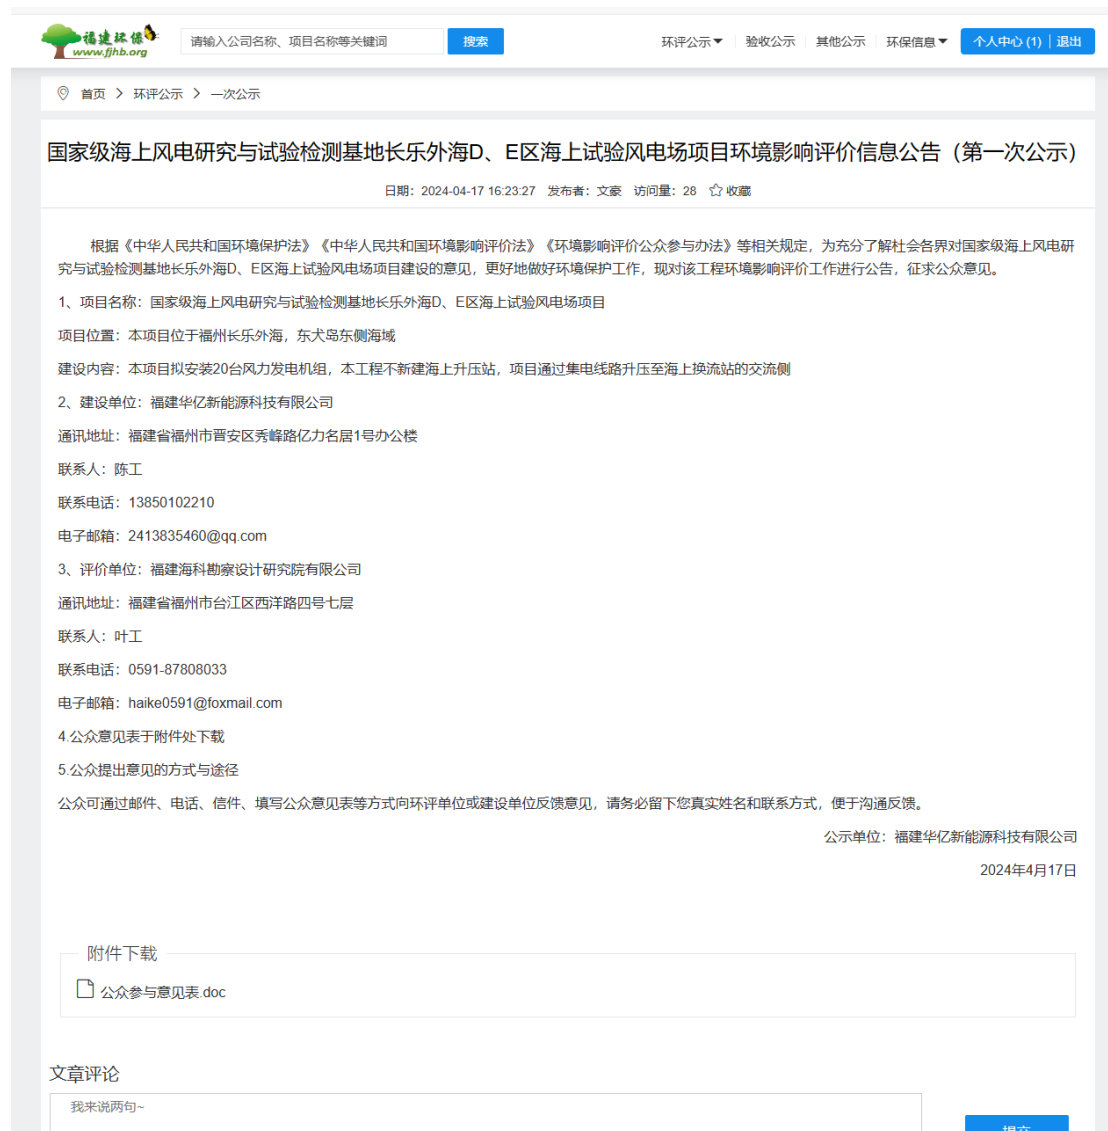 福建环保
www.fjhb.org
请输入公司名称、项目名称等关键词
搜索
环评公示▼ 验收公示 其他公示 环保信息▼ 个人中心 (1) | 退出
首页 > 环评公示 > 一次公示
国家级海上风电研究与试验检测基地长乐外海D、E区海上试验风电场项目环境影响评价信息公告（第一次公示）
日期：2024-04-17 16:23:27 发布者：文豪 访问量：28 收藏
根据《中华人民共和国环境保护法》《中华人民共和国环境影响评价法》《环境影响评价公众参与办法》等相关规定，为充分了解杜会各界对国家级海上风电研
究与试验检测基地长乐外海D、E区海上试验风电场项目建设的意见，更好地做好环境保护工作，现对该工程环境影响评价工作进行公告，征求公众意见。
1、项目名称：国家级海上风电研究与试验检测基地长乐外海D、E区海上试验风电场项目
项目位置：本项目位于福州长乐外海，东犬岛东侧海域
建设内容：本项目拟安装20台风力发电机组，本工程不新建海上升压站，项目通过集电线路升压至海上换流站的交流侧
2、建设单位：福建华亿新能源科技有限公司
通讯地址：福建省福州市晋安区秀峰路亿力名居1号办公楼
联系人：陈工
联系电话：13850102210
电子邮箱：2413835460@qq.com
3、评价单位：福建海科勘察设计研究院有限公司
通讯地址：福建省福州市台江区西洋路四号七层
联系人：叶工
联系电话：0591-87808033
电子邮箱：haike0591@foxmail.com
4.公众意见表于附件处下载
5.公众提出意见的方式与途径
公众可通过邮件、电话、信件、填写公众意见表等方式向环评单位或建设单位反馈意见，请务必留下您真实姓名和联系方式，便于沟通反馈。
公示单位：福建华亿新能源科技有限公司
2024年4月17日
附件下载
公众参与意见表.doc
文章评论
我来说两句~
提交